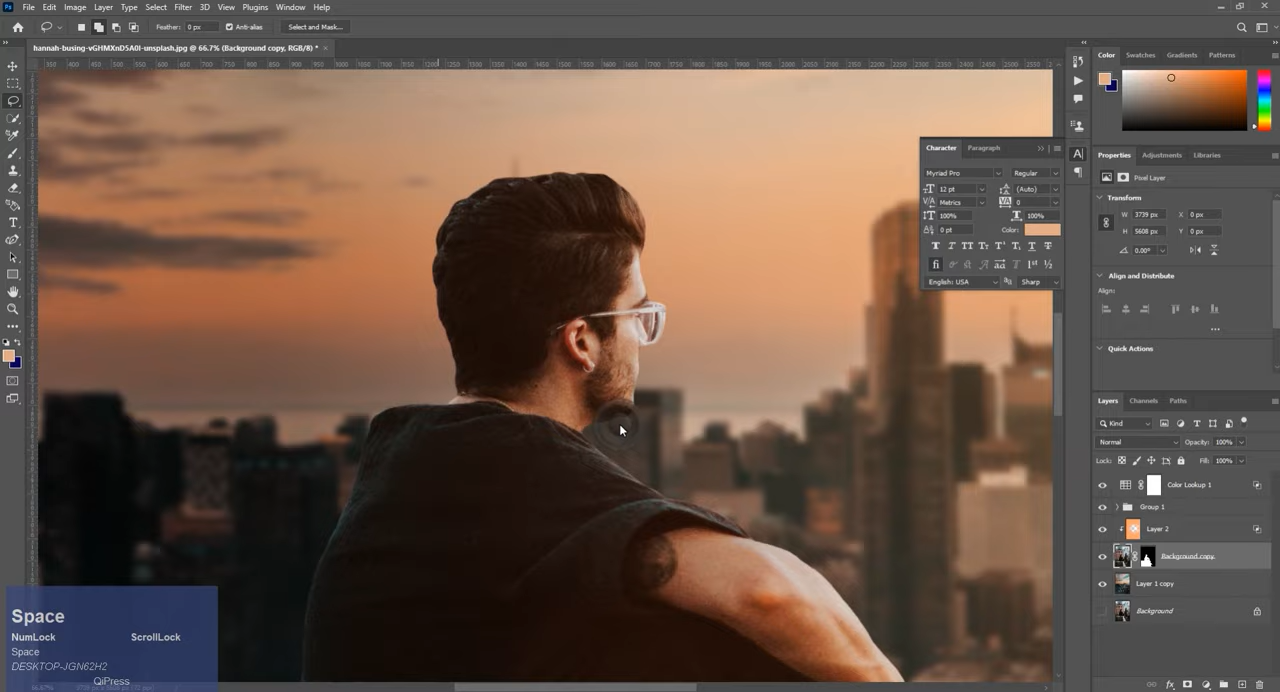 Ps File Edit Image Layer Type Select Filter 3D View Plugins Window Help
Feather: 0 px Anti-alias Select and Mask...
hannah-busing-vGHMXnD5A0I-unsplash.jpg @ 66.7% (Background copy, RGB/8) * ×
Color Swatches Gradients Patterns
Character Paragraph
Myriad Pro Regular
12 pt (Auto)
Metrics 0
100% 100%
0 pt Color:
English: USA Sharp
Properties Adjustments Libraries
Pixel Layer
Transform
W 3739 px X 0 px
H 5608 px Y 0 px
0.00°
Align and Distribute
Align:
Quick Actions
Layers Channels Paths
Kind
Normal Opacity: 100%
Lock: Fill: 100%
Color Lookup 1
Group 1
Layer 2
Background copy
Layer 1 copy
Background
Space
NumLock ScrollLock
Space
DESKTOP-JGN62H2
QiPress